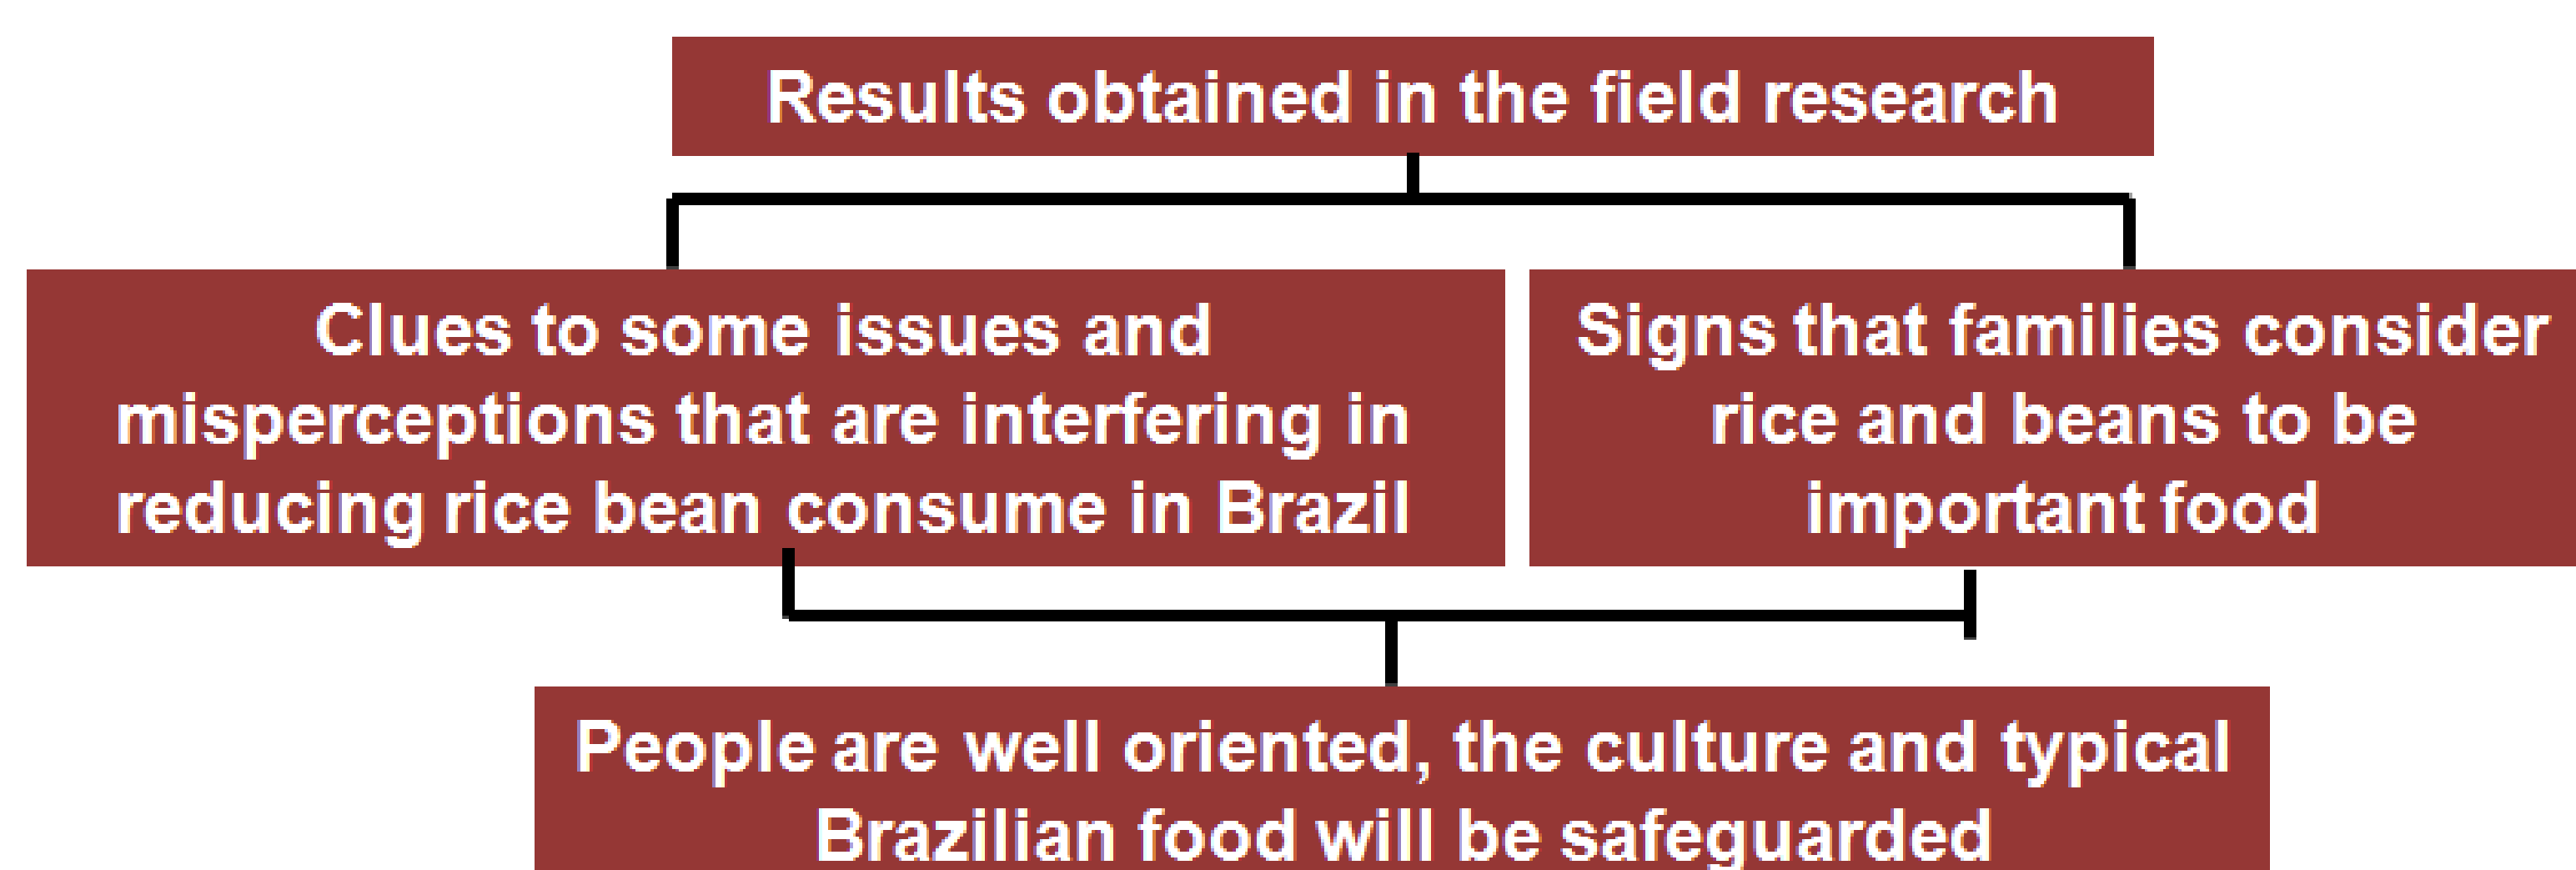 Results obtained in the field research
Clues to some issues and
misperceptions that are interfering in
reducing rice bean consume in Brazil
Signs that families consider
rice and beans to be
important food
People are well oriented, the culture and typical
Brazilian food will be safeguarded